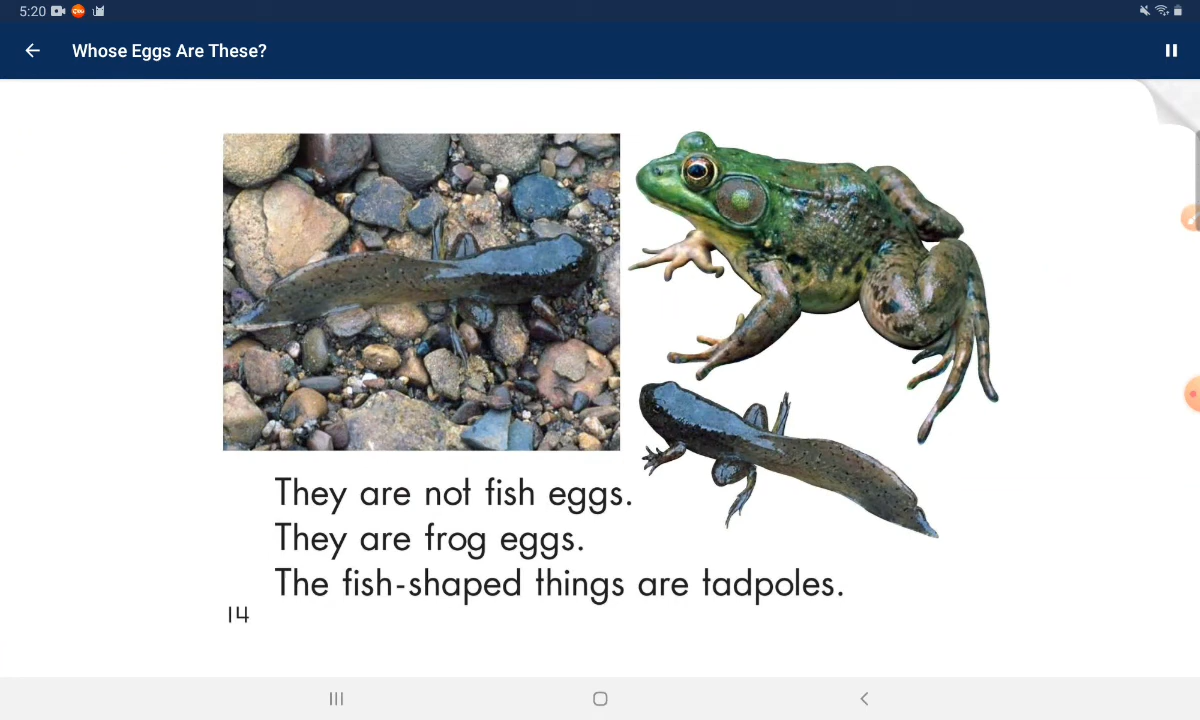 5:20
Whose Eggs Are These?
They are not fish eggs.
They are frog eggs.
The fish-shaped things are tadpoles.
14